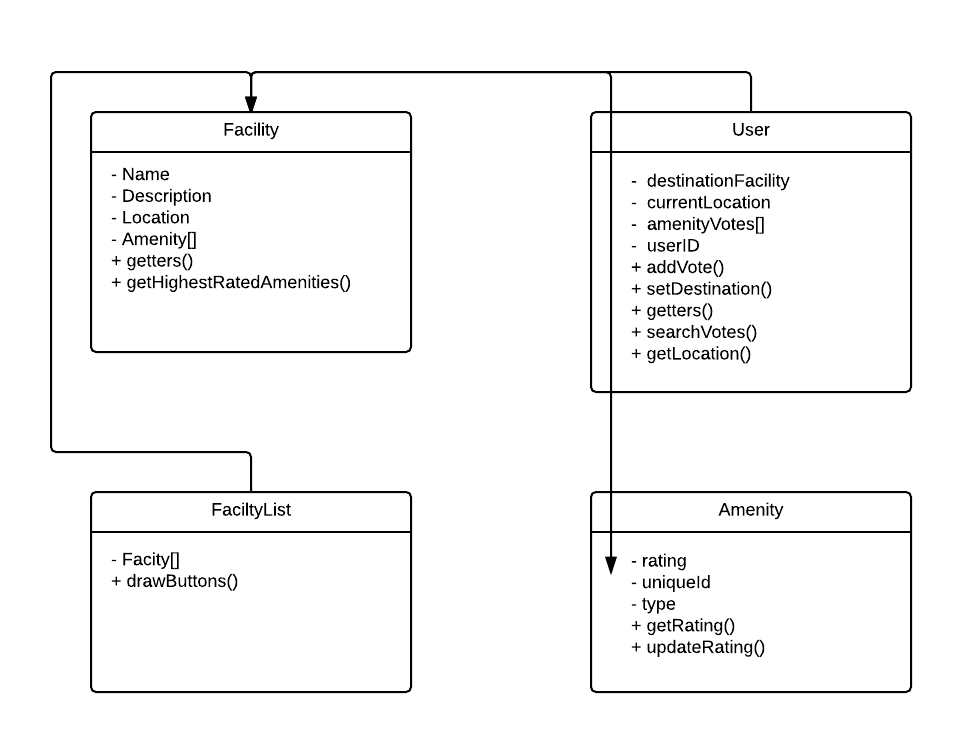 Facility
- Name
- Description
- Location
- Amenity[]
+ getters()
+ getHighestRatedAmenities()
User
- destinationFacility
- currentLocation
- amenityVotes[]
- userID
+ addVote()
+ setDestination()
+ getters()
+ searchVotes()
+ getLocation()
FaciltyList
- Facity[]
+ drawButtons()
Amenity
- rating
- uniqueId
- type
+ getRating()
+ updateRating()